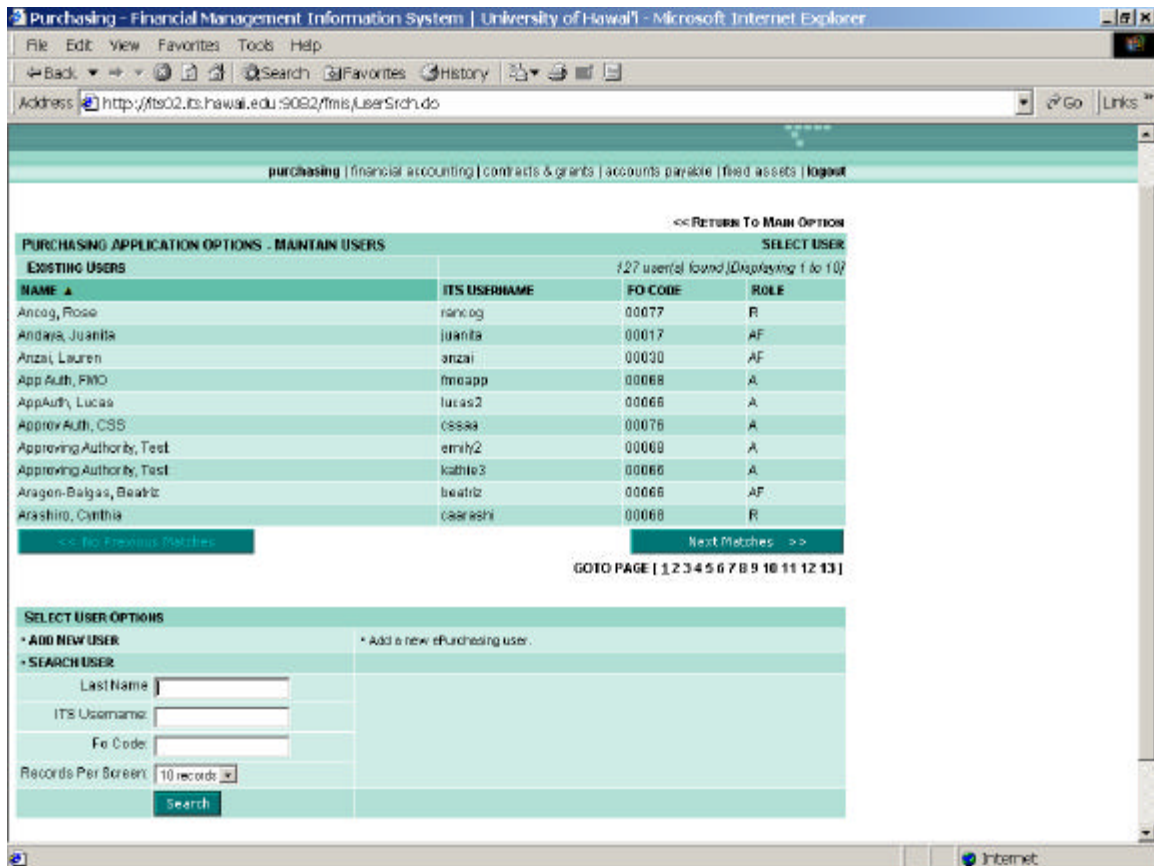 Purchasing - Financial Management Information System | University of Hawai'i - Microsoft Internet Explorer
File Edit View Favorites Tools Help
Back Search Favorites History
Address http://its02.its.hawaii.edu:9082/fmis/userSrch.do Go Links »
purchasing | financial accounting | contracts & grants | accounts payable | fixed assets | logout
<< RETURN TO MAIN OPTION
PURCHASING APPLICATION OPTIONS - MAINTAIN USERS SELECT USER
EXISTING USERS 127 user(s) found [Displaying 1 to 10]
NAME ▲ ITS USERNAME FO CODE ROLE
Ancog, Rose rancog 00077 R
Andaya, Juanita juanita 00017 AF
Anzai, Lauren anzai 00030 AF
App Auth, FMO fmoapp 00068 A
AppAuth, Lucas lucas2 00066 A
Approv Auth, CSS cssaa 00076 A
Approving Authority, Test emily2 00068 A
Approving Authority, Test kathie3 00066 A
Aragon-Balgas, Beatriz beatriz 00066 AF
Arashiro, Cynthia caarashi 00068 R
<< No Previous Matches Next Matches >>
GOTO PAGE [ 1 2 3 4 5 6 7 8 9 10 11 12 13 ]
SELECT USER OPTIONS
• ADD NEW USER • Add a new ePurchasing user.
• SEARCH USER
Last Name:
ITS Username:
Fo Code:
Records Per Screen: 10 records
Search
Internet